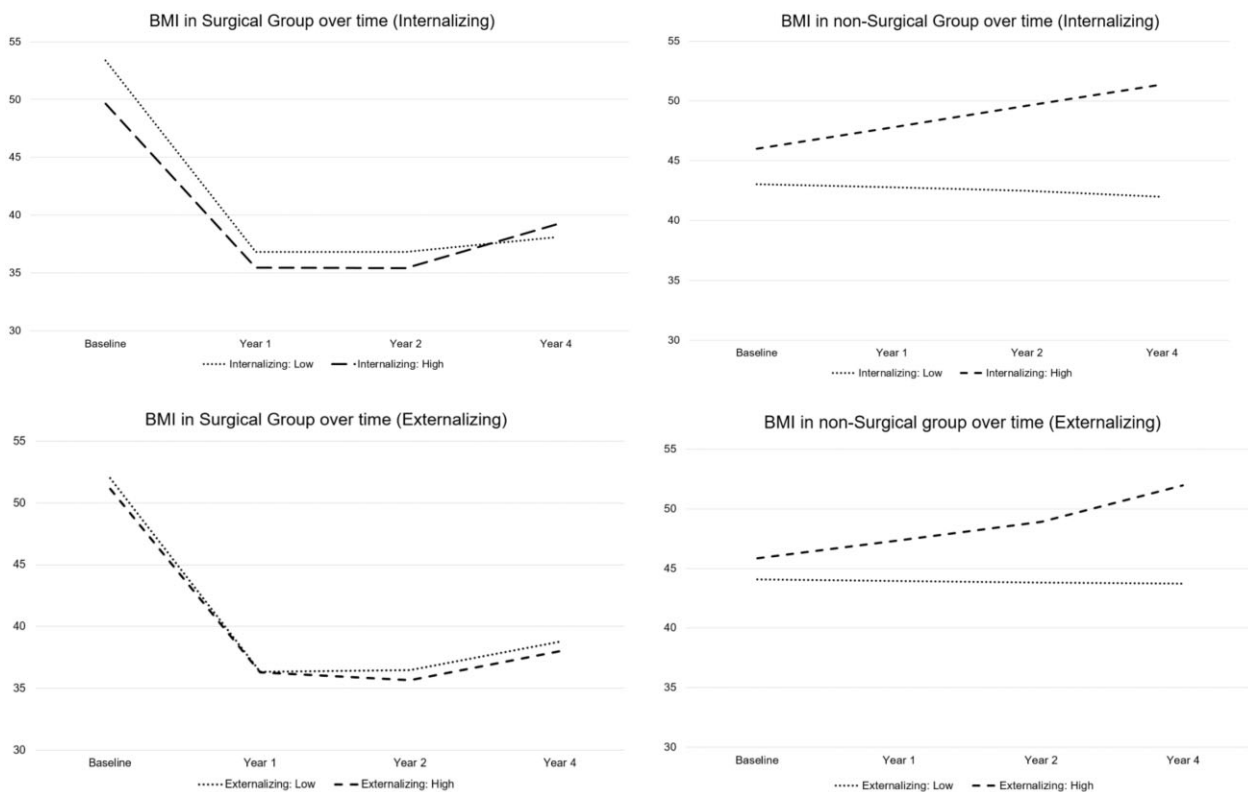 BMI in Surgical Group over time (Internalizing)
55
50
45
40
35
30
Baseline Year 1 Year 2 Year 4
Internalizing: Low Internalizing: High
BMI in non-Surgical Group over time (Internalizing)
55
50
45
40
35
30
Baseline Year 1 Year 2 Year 4
Internalizing: Low Internalizing: High
BMI in Surgical Group over time (Externalizing)
55
50
45
40
35
30
Baseline Year 1 Year 2 Year 4
Externalizing: Low Externalizing: High
BMI in non-Surgical group over time (Externalizing)
55
50
45
40
35
30
Baseline Year 1 Year 2 Year 4
Externalizing: Low Externalizing: High